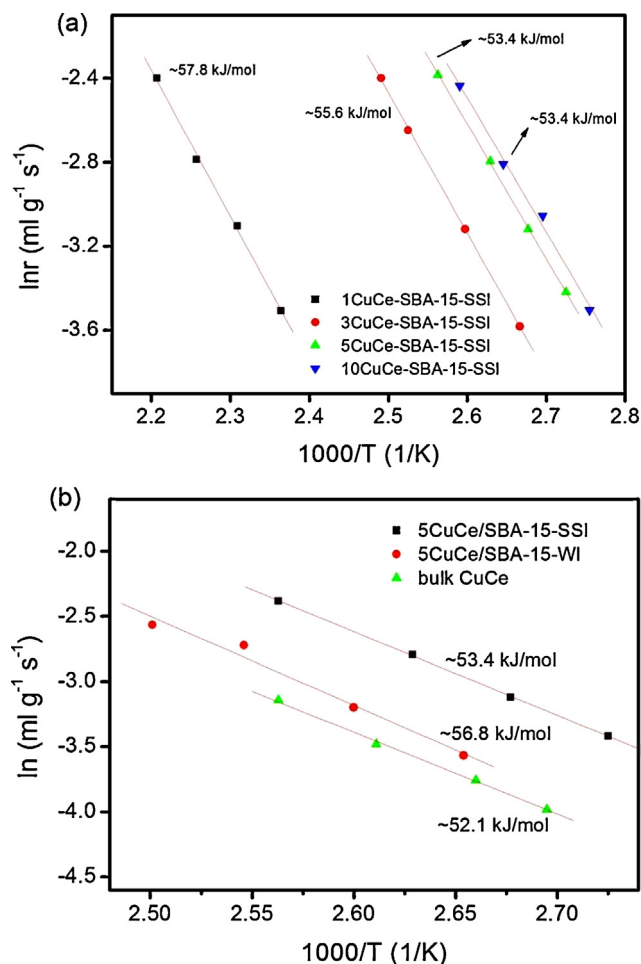 (a)
~53.4 kJ/mol
~57.8 kJ/mol
~55.6 kJ/mol
~53.4 kJ/mol
-2.4
-2.8
-3.2
-3.6
lnr (ml g⁻¹ s⁻¹)
1CuCe-SBA-15-SSI
3CuCe-SBA-15-SSI
5CuCe-SBA-15-SSI
10CuCe-SBA-15-SSI
2.2 2.3 2.4 2.5 2.6 2.7 2.8
1000/T (1/K)
(b)
5CuCe/SBA-15-SSI
5CuCe/SBA-15-WI
bulk CuCe
-2.0
-2.5
-3.0
-3.5
-4.0
-4.5
ln (ml g⁻¹ s⁻¹)
~53.4 kJ/mol
~56.8 kJ/mol
~52.1 kJ/mol
2.50 2.55 2.60 2.65 2.70
1000/T (1/K)